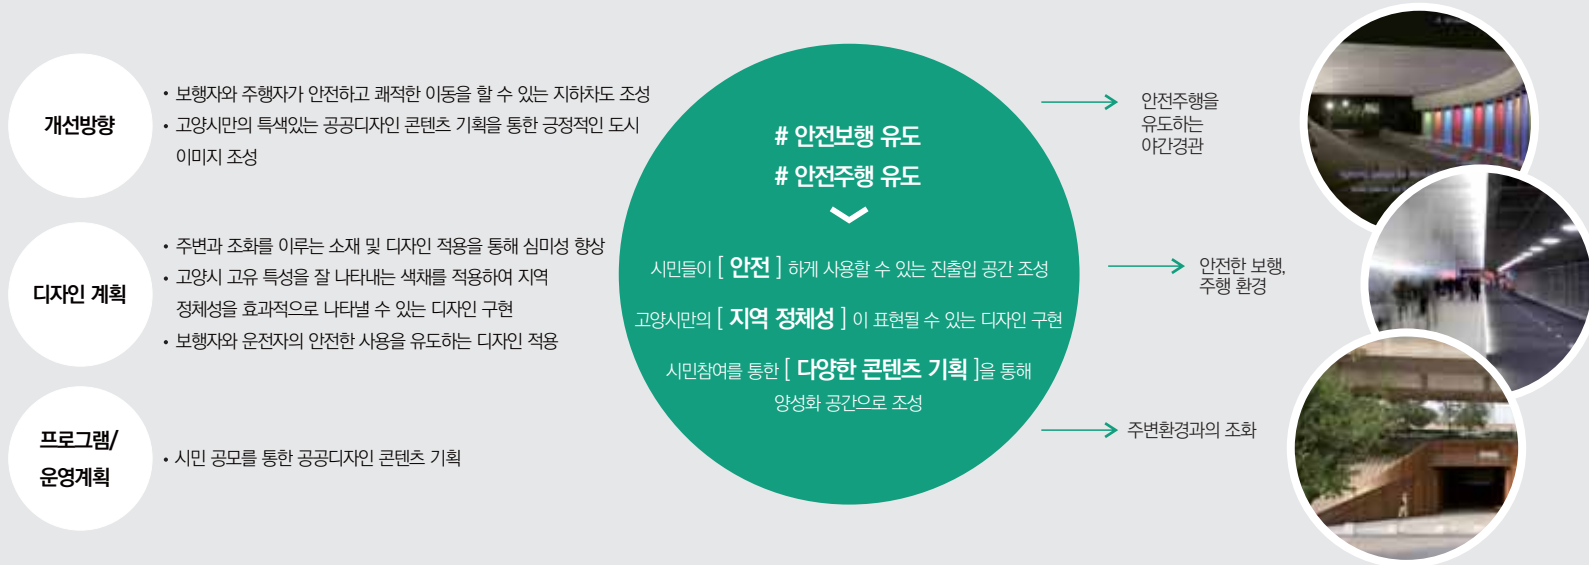 개선방향
• 보행자와 주행자가 안전하고 쾌적한 이동을 할 수 있는 지하차도 조성
• 고양시만의 특색있는 공공디자인 콘텐츠 기획을 통한 긍정적인 도시
이미지 조성
디자인 계획
• 주변과 조화를 이루는 소재 및 디자인 적용을 통해 심미성 향상
• 고양시 고유 특성을 잘 나타내는 색채를 적용하여 지역
정체성을 효과적으로 나타낼 수 있는 디자인 구현
• 보행자와 운전자의 안전한 사용을 유도하는 디자인 적용
프로그램/
운영계획
• 시민 공모를 통한 공공디자인 콘텐츠 기획
# 안전보행 유도
# 안전주행 유도
시민들이 [ 안전 ] 하게 사용할 수 있는 진출입 공간 조성
고양시만의 [ 지역 정체성 ] 이 표현될 수 있는 디자인 구현
시민참여를 통한 [ 다양한 콘텐츠 기획 ]을 통해
양성화 공간으로 조성
안전주행을
유도하는
야간경관
안전한 보행,
주행 환경
주변환경과의 조화